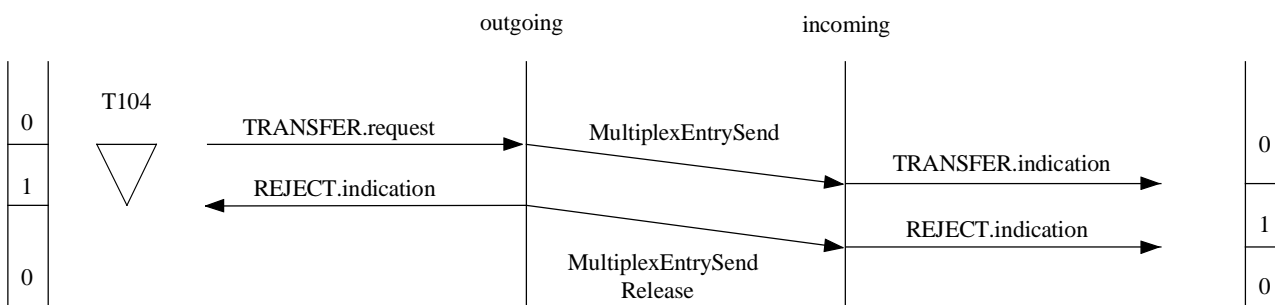 outgoing
incoming
T104
0
TRANSFER.request
MultiplexEntrySend
0
TRANSFER.indication
1
REJECT.indication
1
REJECT.indication
MultiplexEntrySend
Release
0
0